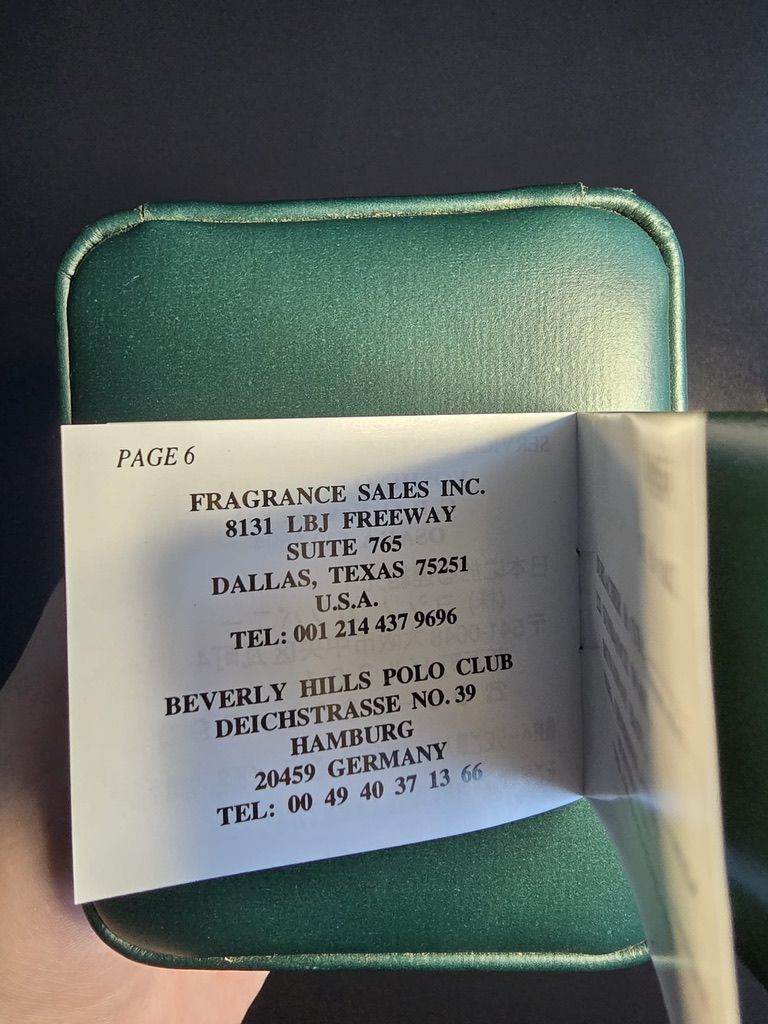 PAGE 6
FRAGRANCE SALES INC.
8131 LBJ FREEWAY
SUITE 765
DALLAS, TEXAS 75251
U.S.A.
TEL: 001 214 437 9696
BEVERLY HILLS POLO CLUB
DEICHSTRASSE NO. 39
HAMBURG
20459 GERMANY
TEL: 00 49 40 37 13 66